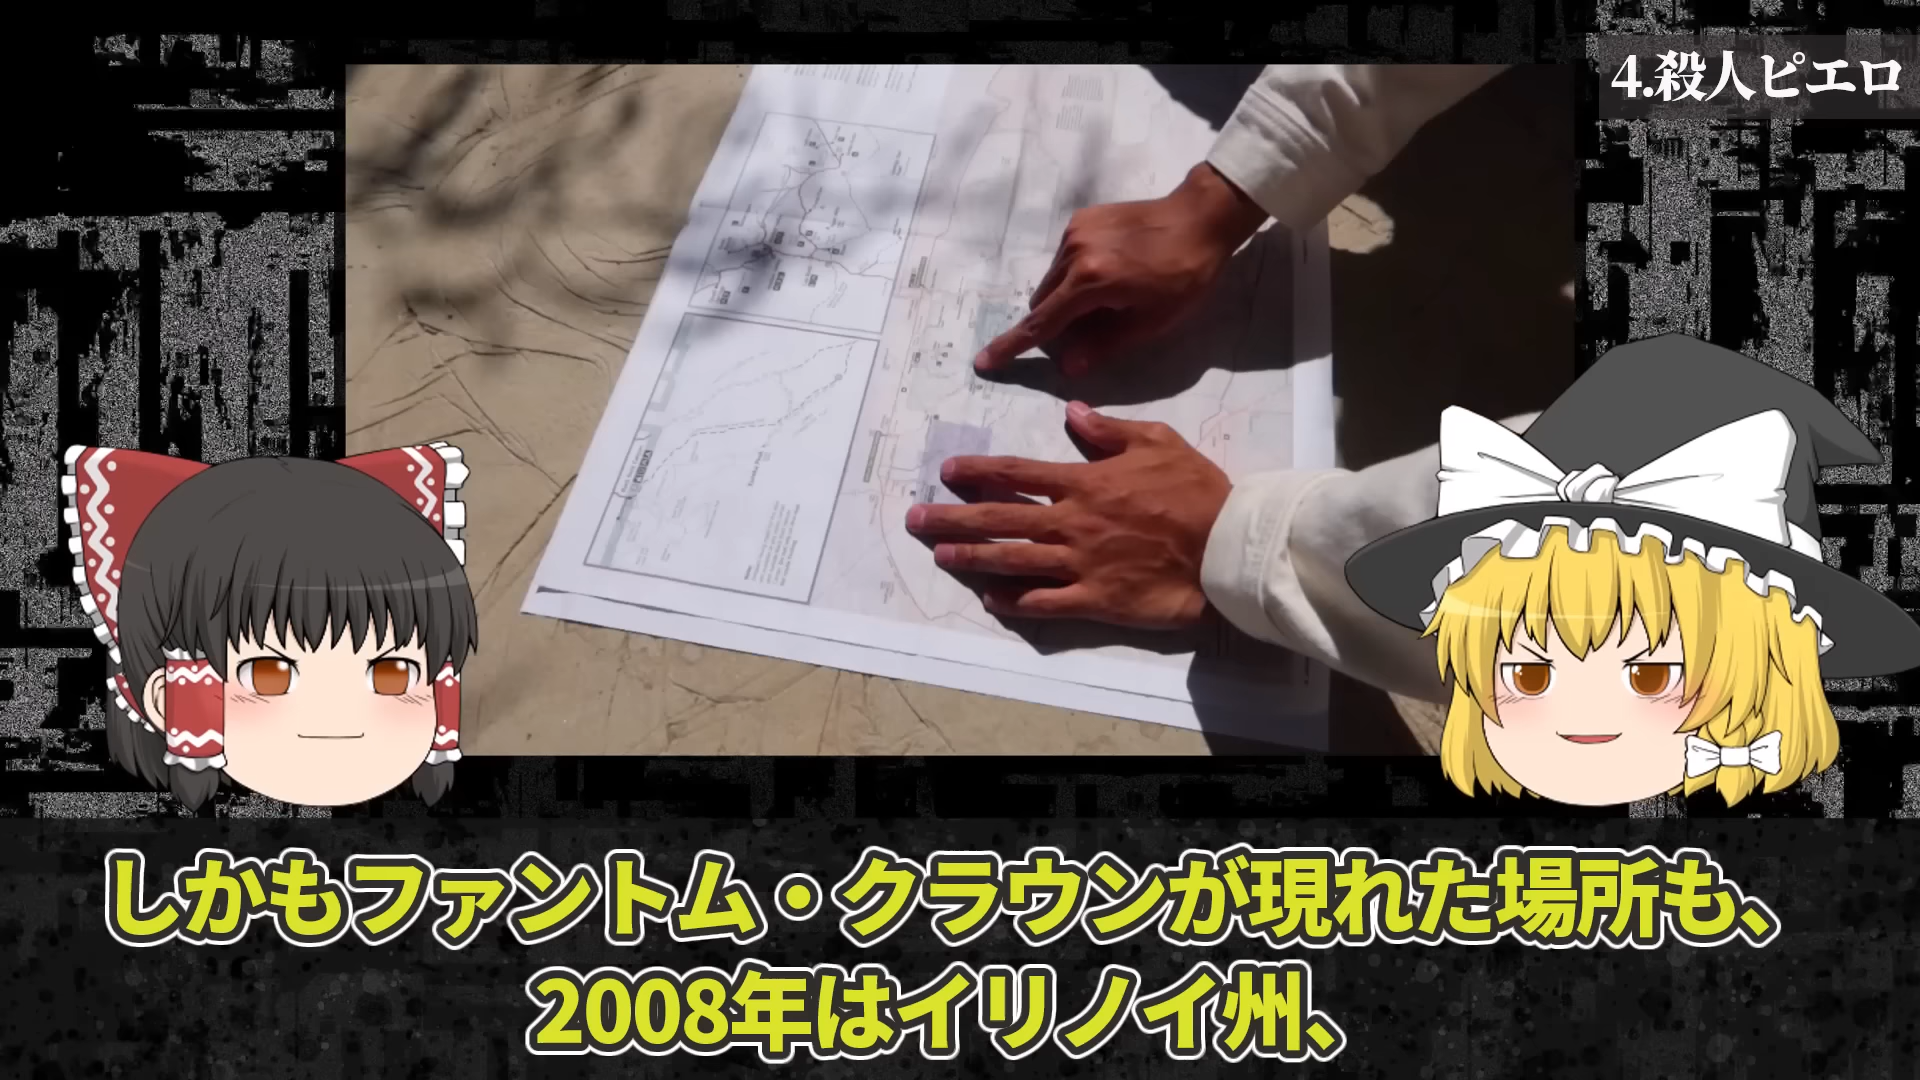 4.殺人ピエロ
しかもファントム・クラウンが現れた場所も、
2008年はイリノイ州、